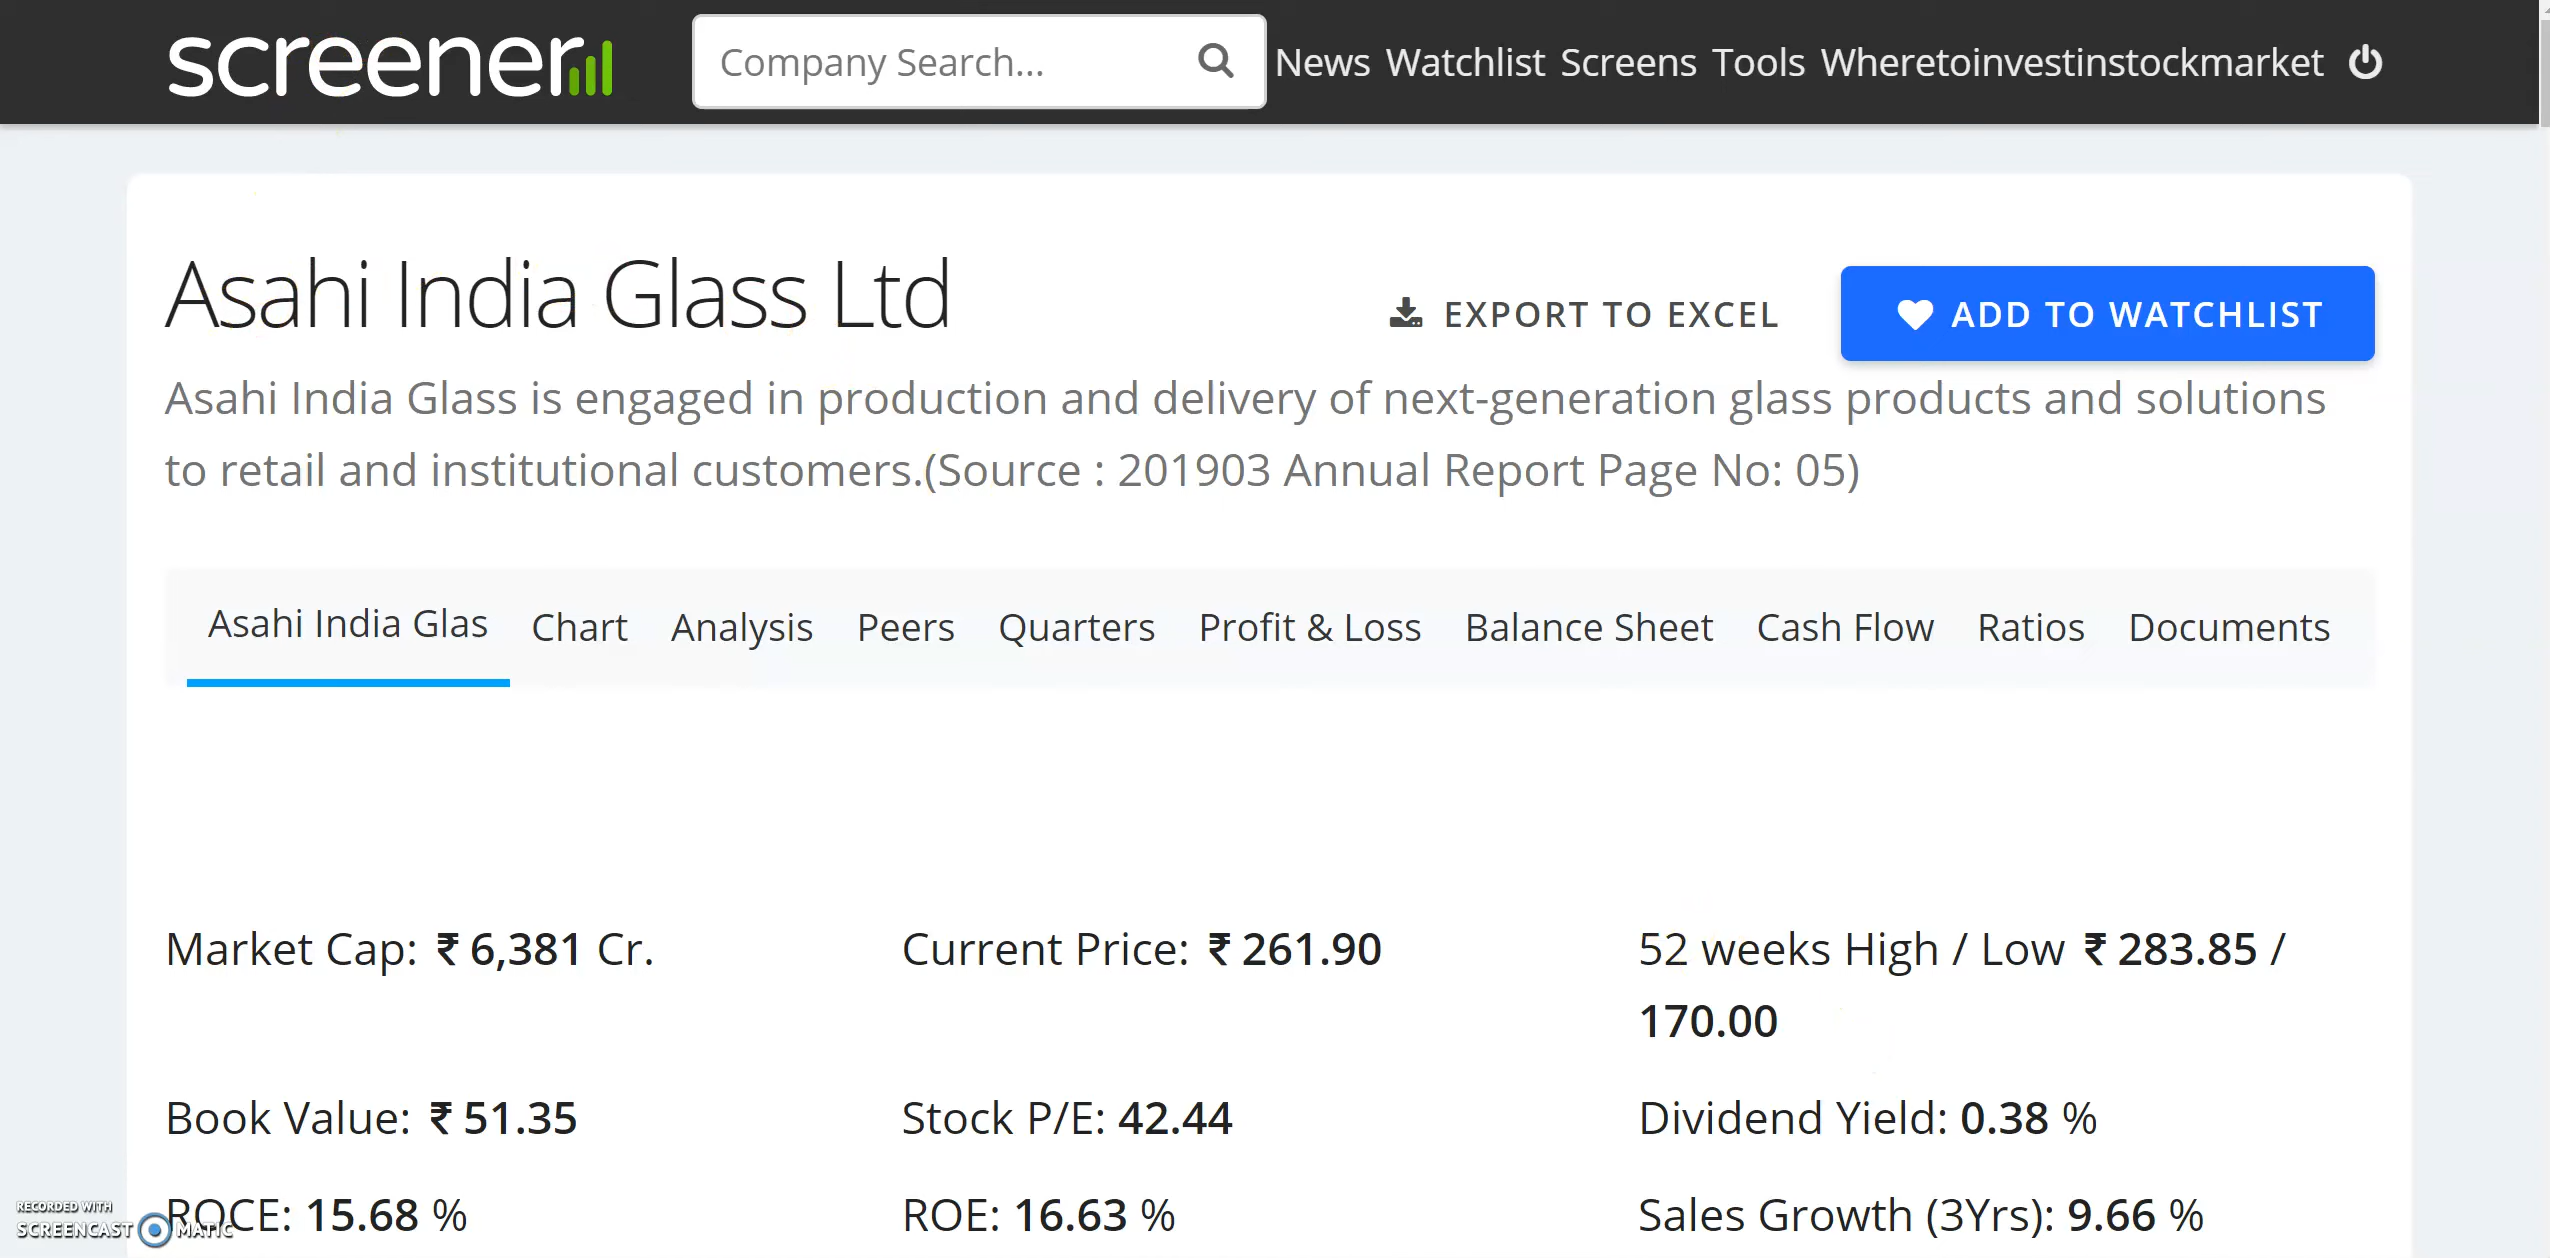 screener
Company Search...
News Watchlist Screens Tools Wheretoinvestinstockmarket
Asahi India Glass Ltd
EXPORT TO EXCEL
ADD TO WATCHLIST
Asahi India Glass is engaged in production and delivery of next-generation glass products and solutions
to retail and institutional customers.(Source : 201903 Annual Report Page No: 05)
Asahi India Glas Chart Analysis Peers Quarters Profit & Loss Balance Sheet Cash Flow Ratios Documents
Market Cap: ₹ 6,381 Cr.
Current Price: ₹ 261.90
52 weeks High / Low ₹ 283.85 /
170.00
Book Value: ₹ 51.35
Stock P/E: 42.44
Dividend Yield: 0.38 %
ROCE: 15.68 %
ROE: 16.63 %
Sales Growth (3Yrs): 9.66 %
RECORDED WITH
SCREENCAST MATIC